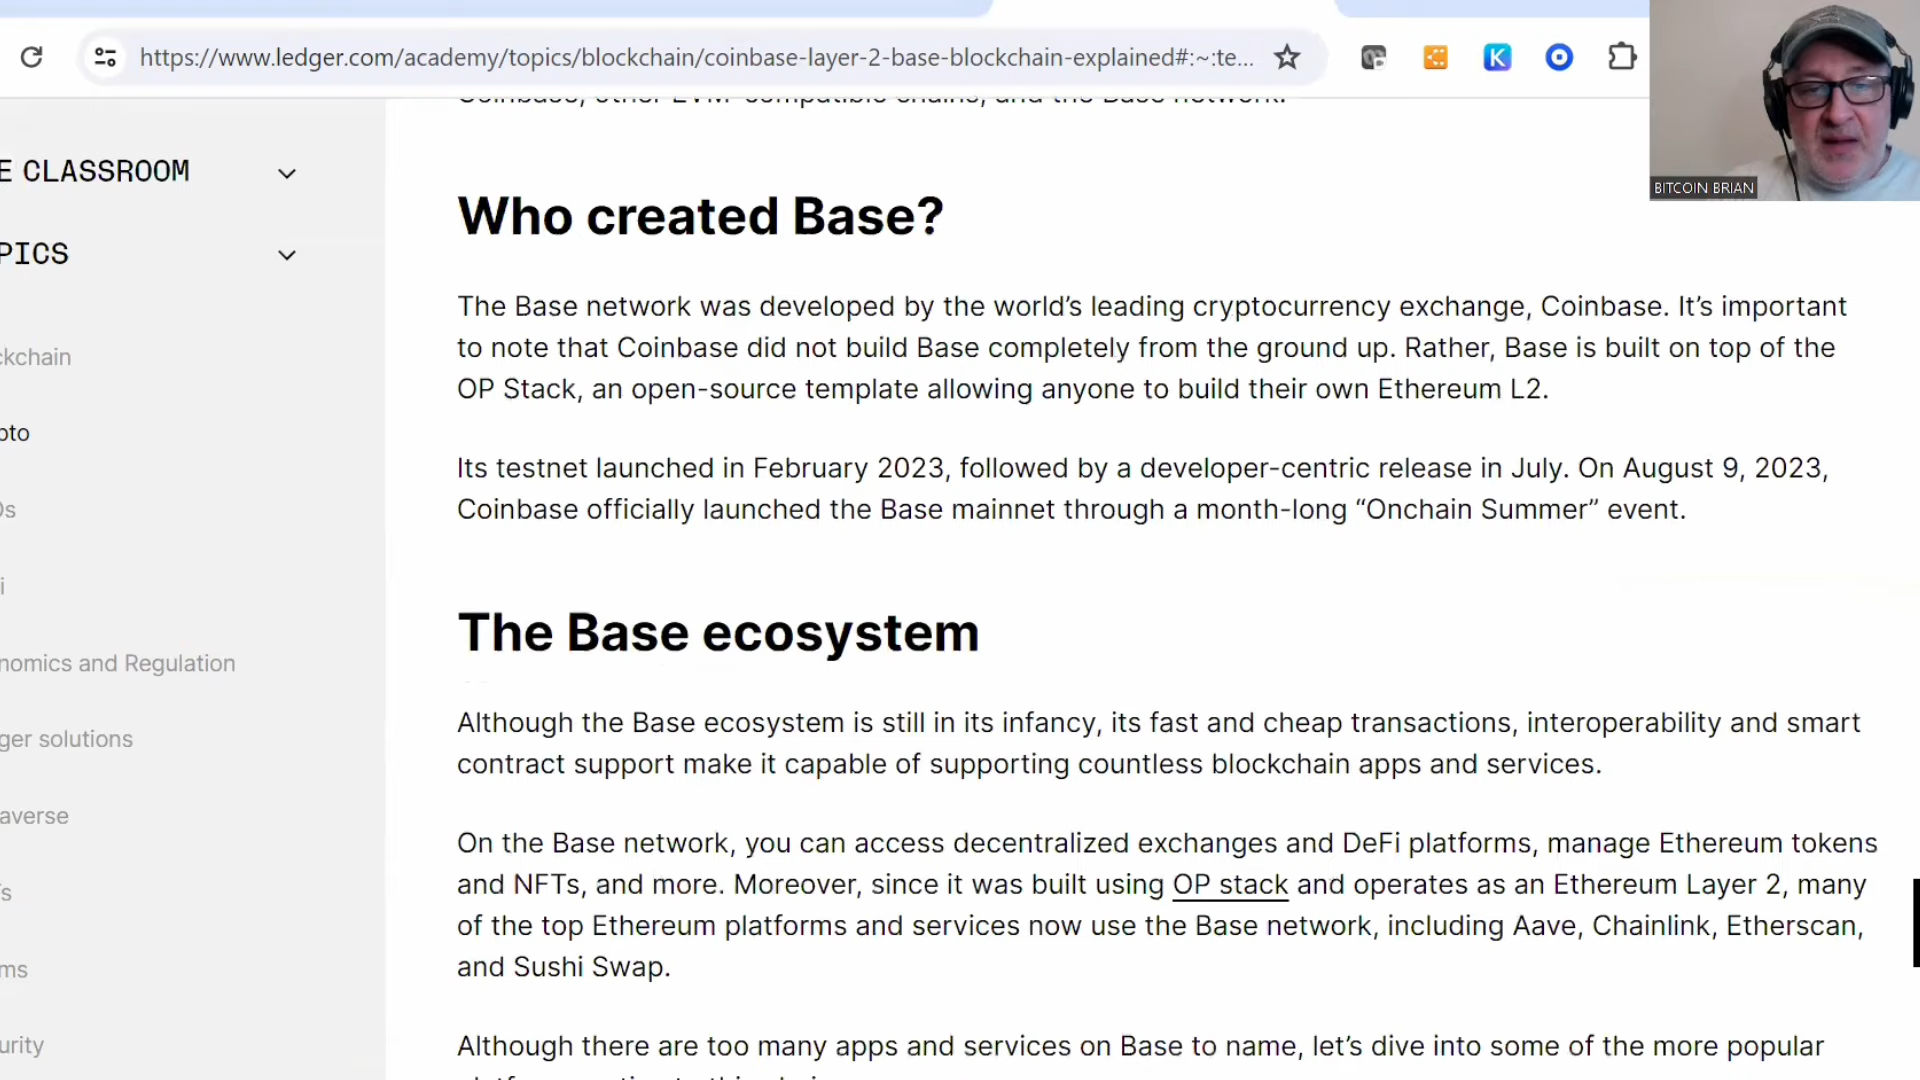 https://www.ledger.com/academy/topics/blockchain/coinbase-layer-2-base-blockchain-explained#:~:te...
K
BITCOIN BRIAN
Coinbase, other EVM-compatible chains, and the Base network.
E CLASSROOM
PICS
ckchain
pto
Os
i
nomics and Regulation
ger solutions
averse
's
ms
urity
Who created Base?
The Base network was developed by the world’s leading cryptocurrency exchange, Coinbase. It’s important
to note that Coinbase did not build Base completely from the ground up. Rather, Base is built on top of the
OP Stack, an open-source template allowing anyone to build their own Ethereum L2.
Its testnet launched in February 2023, followed by a developer-centric release in July. On August 9, 2023,
Coinbase officially launched the Base mainnet through a month-long “Onchain Summer” event.
The Base ecosystem
Although the Base ecosystem is still in its infancy, its fast and cheap transactions, interoperability and smart
contract support make it capable of supporting countless blockchain apps and services.
On the Base network, you can access decentralized exchanges and DeFi platforms, manage Ethereum tokens
and NFTs, and more. Moreover, since it was built using OP stack and operates as an Ethereum Layer 2, many
of the top Ethereum platforms and services now use the Base network, including Aave, Chainlink, Etherscan,
and Sushi Swap.
Although there are too many apps and services on Base to name, let’s dive into some of the more popular